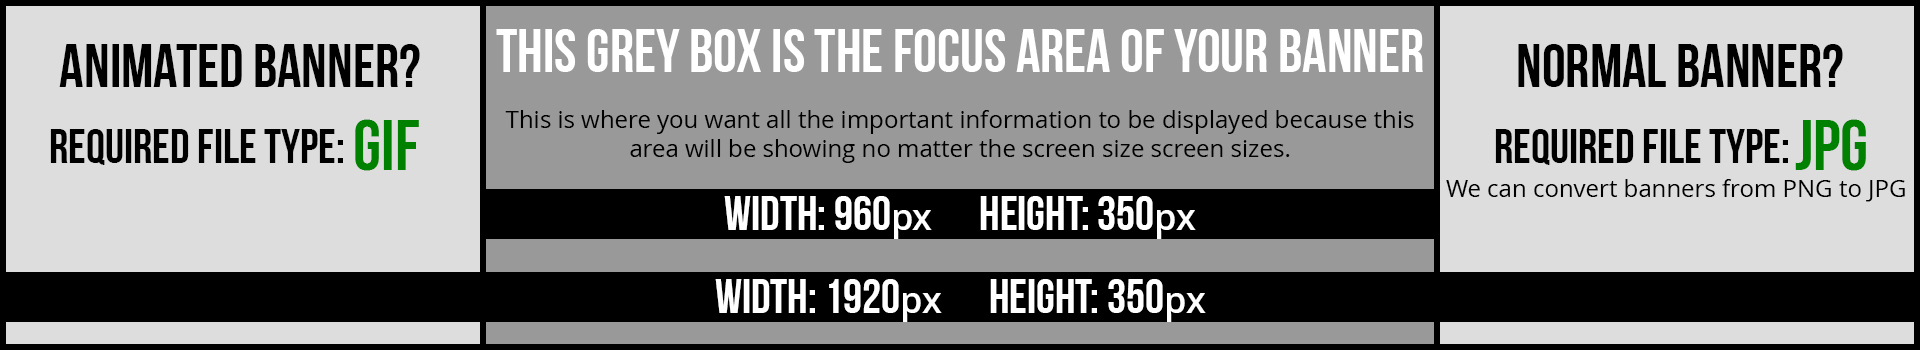 ANIMATED BANNER?
REQUIRED FILE TYPE: GIF
THIS GREY BOX IS THE FOCUS AREA OF YOUR BANNER
This is where you want all the important information to be displayed because this
area will be showing no matter the screen size screen sizes.
WIDTH: 960px HEIGHT: 350px
WIDTH: 1920px HEIGHT: 350px
NORMAL BANNER?
REQUIRED FILE TYPE: JPG
We can convert banners from PNG to JPG